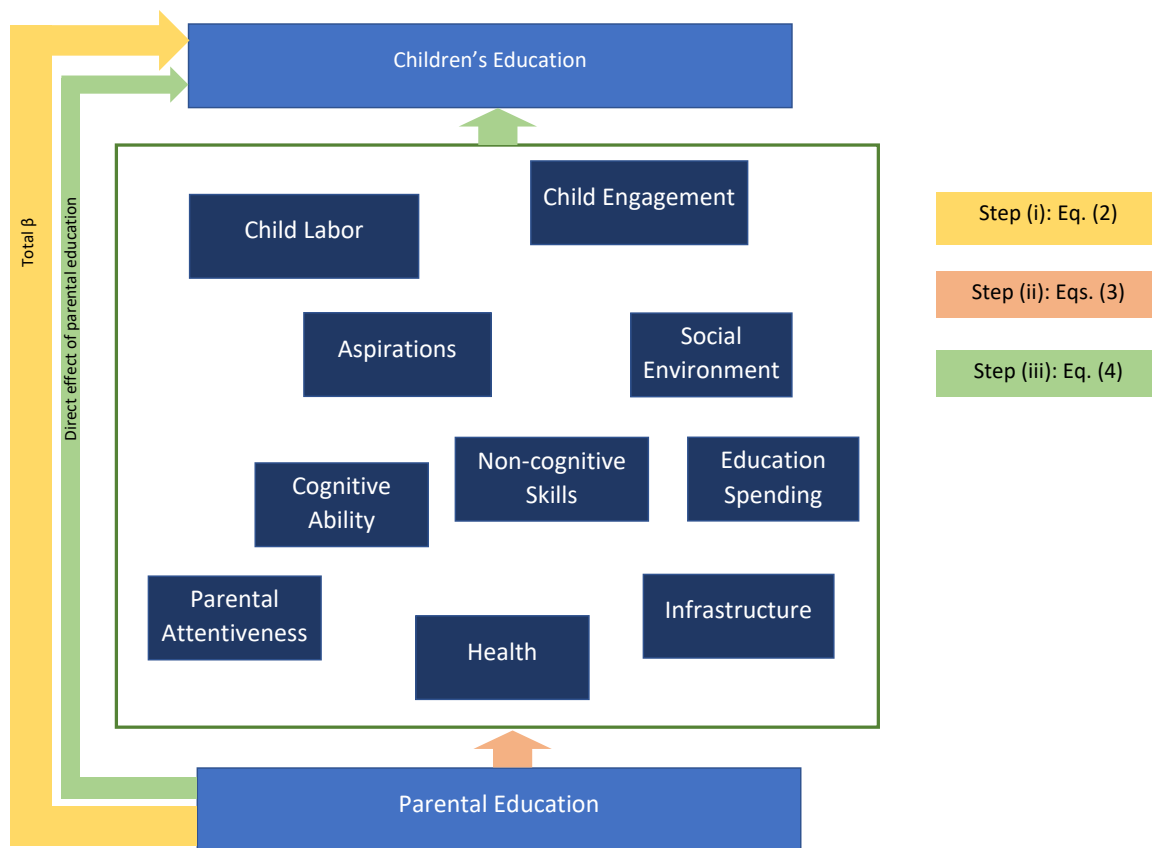 Children's Education
Total β
Direct effect of parental education
Child Labor
Child Engagement
Aspirations
Social
Environment
Cognitive
Ability
Non-cognitive
Skills
Education
Spending
Parental
Attentiveness
Health
Infrastructure
Parental Education
Step (i): Eq. (2)
Step (ii): Eqs. (3)
Step (iii): Eq. (4)